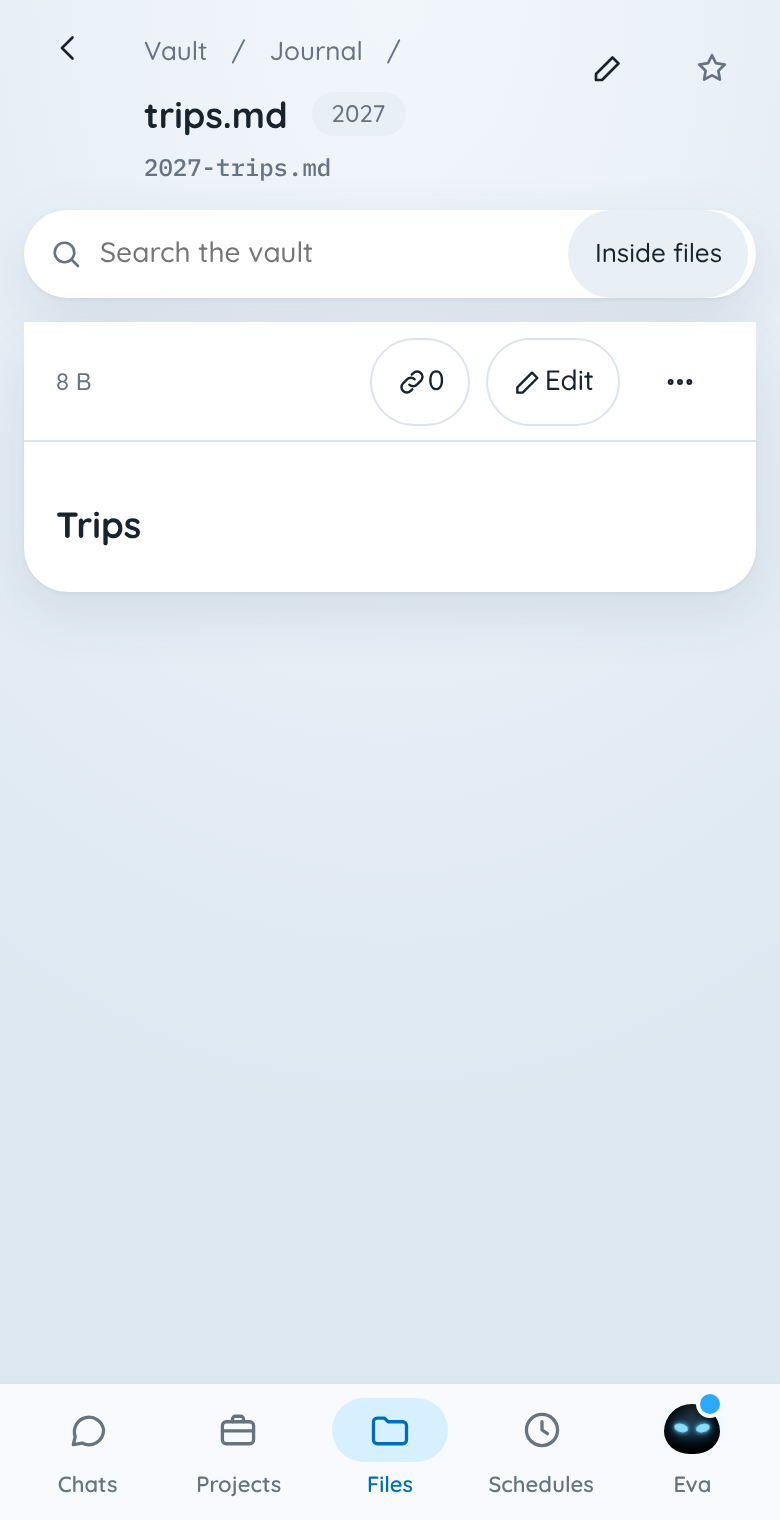 Vault / Journal /
trips.md 2027
2027-trips.md
Search the vault Inside files
8 B 0 Edit
Trips
Chats Projects Files Schedules Eva